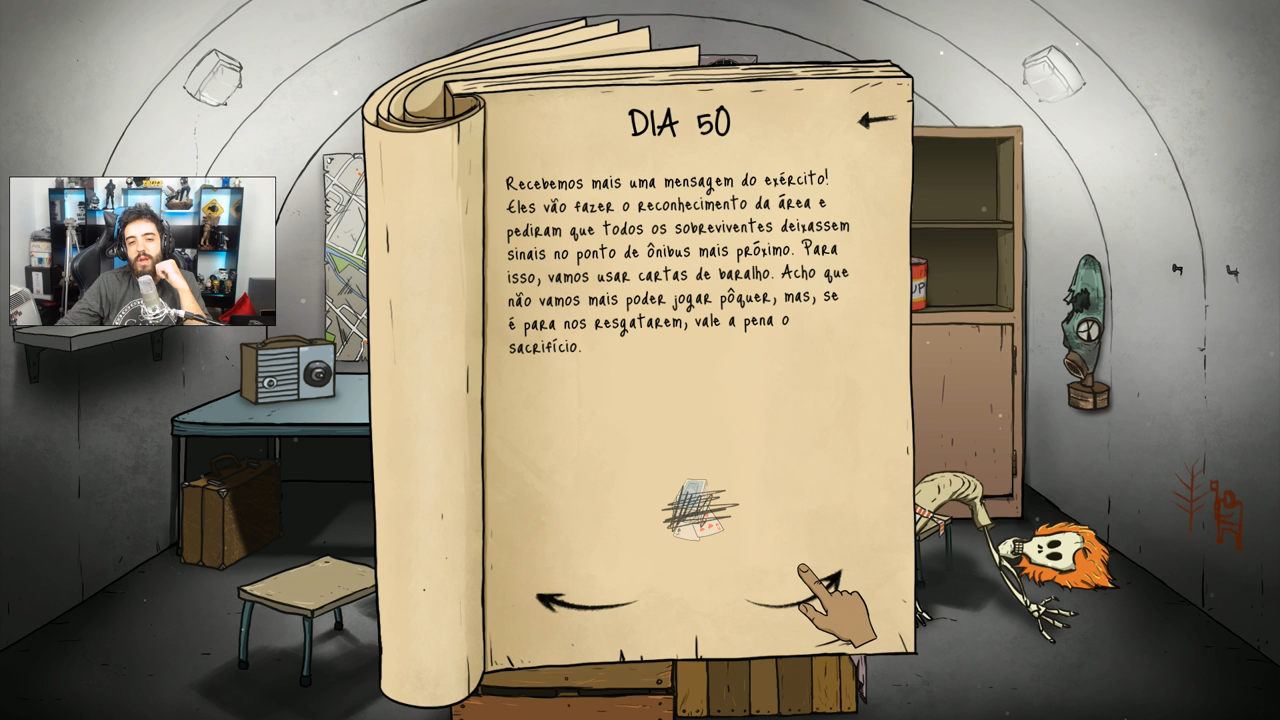 DIA 50
Recebemos mais uma mensagem do exército!
Eles vão fazer o reconhecimento da área e
pediram que todos os sobreviventes deixassem
sinais no ponto de ônibus mais próximo. Para
isso, vamos usar cartas de baralho. Acho que
não vamos mais poder jogar pôquer, mas, se
é para nos resgatarem, vale a pena o
sacrifício.
UP